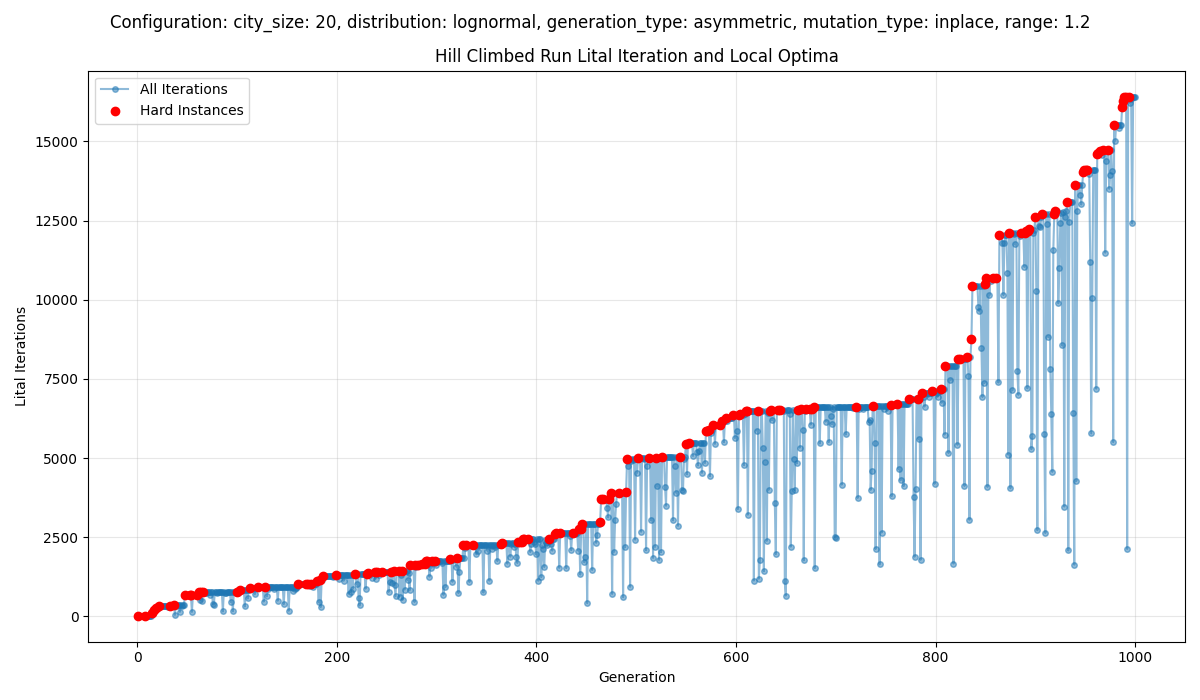 Configuration: city_size: 20, distribution: lognormal, generation_type: asymmetric, mutation_type: inplace, range: 1.2
Hill Climbed Run Lital Iteration and Local Optima
All Iterations
Hard Instances
15000
12500
10000
7500
5000
2500
0
Lital Iterations
0 200 400 600 800 1000
Generation